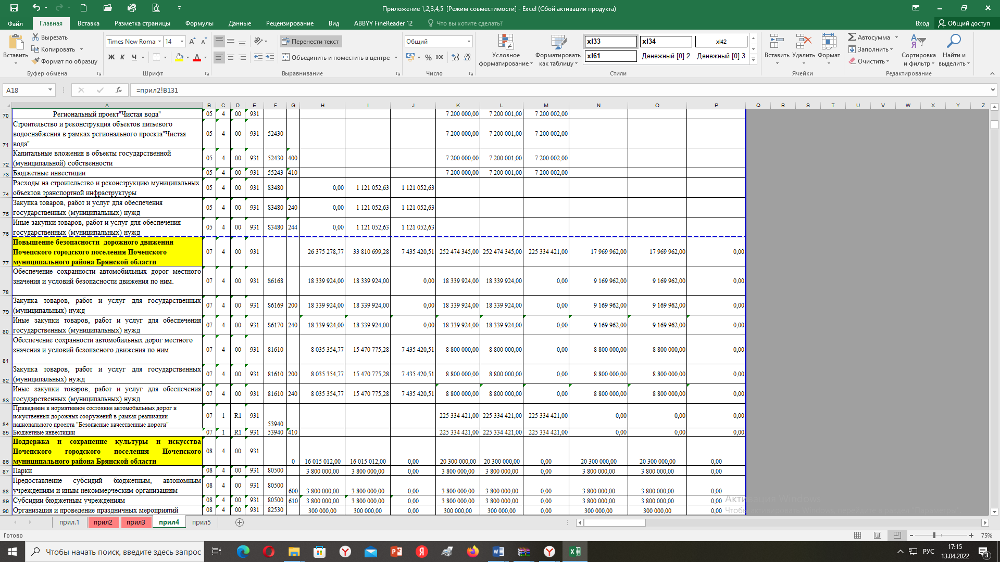 Приложение 1,2,3,4,5 [Режим совместимости] - Excel (Сбой активации продукта)
Файл Главная Вставка Разметка страницы Формулы Данные Рецензирование Вид ABBYY FineReader 12 Что вы хотите сделать? Вход Общий доступ
Вставить Вырезать Копировать Формат по образцу Буфер обмена
Times New Roma 14 Ж К Ч Шрифт
Перенести текст Объединить и поместить в центре Выравнивание
Общий % 000 Число
Условное форматирование Форматировать как таблицу xl33 xl34 xl42 xl61 Денежный [0] 2 Денежный [0] 3 Стили
Вставить Удалить Формат Ячейки
Автосумма Заполнить Очистить Сортировка и фильтр Найти и выделить Редактирование
A18 fx =прил2!B131
A B C D E F G H I J K L M N O P Q R S T U V W X Y Z
70 Региональный проект"Чистая вода" 05 4 00 931 7 200 000,00 7 200 001,00 7 200 002,00
71 Строительство и реконструкция объектов питьевого водоснабжения в рамках регионального проекта"Чистая вода" 05 4 00 931 52430 7 200 000,00 7 200 001,00 7 200 002,00
72 Капитальные вложения в объекты государственной (муниципальной) собственности 05 4 00 931 52430 400 7 200 000,00 7 200 001,00 7 200 002,00
73 Бюджетные инвестиции 05 4 00 931 55243 410 7 200 000,00 7 200 001,00 7 200 002,00
74 Расходы на строительство и реконструкцию муниципальных объектов транспортной инфраструктуры 05 4 00 931 S3480 0,00 1 121 052,63 1 121 052,63
75 Закупка товаров, работ и услуг для обеспечения государственных (муниципальных) нужд 05 4 00 931 S3480 240 0,00 1 121 052,63 1 121 052,63
76 Иные закупки товаров, работ и услуг для обеспечения государственных (муниципальных) нужд 05 4 00 931 S3480 244 0,00 1 121 052,63 1 121 052,63
77 Повышение безопасности дорожного движения Почепского городского поселения Почепского муниципального района Брянской области 07 4 00 931 26 375 278,77 33 810 699,28 7 435 420,51 252 474 345,00 252 474 345,00 225 334 421,00 17 969 962,00 17 969 962,00 0,00
78 Обеспечение сохранности автомобильных дорог местного значения и условий безопасности движения по ним. 07 4 00 931 S6168 18 339 924,00 18 339 924,00 0,00 18 339 924,00 18 339 924,00 0,00 9 169 962,00 9 169 962,00 0,00
79 Закупка товаров, работ и услуг для государственных (муниципальных) нужд 07 4 00 931 S6169 200 18 339 924,00 18 339 924,00 0,00 18 339 924,00 18 339 924,00 0,00 9 169 962,00 9 169 962,00 0,00
80 Иные закупки товаров, работ и услуг для обеспечения государственных (муниципальных) нужд 07 4 00 931 S6170 240 18 339 924,00 18 339 924,00 0,00 18 339 924,00 18 339 924,00 0,00 9 169 962,00 9 169 962,00 0,00
81 Обеспечение сохранности автомобильных дорог местного значения и условий безопасного движения по ним 07 4 00 931 81610 8 035 354,77 15 470 775,28 7 435 420,51 8 800 000,00 8 800 000,00 0,00 8 800 000,00 8 800 000,00 0,00
82 Закупка товаров, работ и услуг для государственных (муниципальных) нужд 07 4 00 931 81610 200 8 035 354,77 15 470 775,28 7 435 420,51 8 800 000,00 8 800 000,00 0,00 8 800 000,00 8 800 000,00 0,00
83 Иные закупки товаров, работ и услуг для обеспечения государственных (муниципальных) нужд 07 4 00 931 81610 240 8 035 354,77 15 470 775,28 7 435 420,51 8 800 000,00 8 800 000,00 0,00 8 800 000,00 8 800 000,00 0,00
84 Приведение в нормативное состояние автомобильных дорог и искуственных дорожных сооружений в рамках реализации национального проекта "Безопасные качественные дороги" 07 1 R1 931 53940 225 334 421,00 225 334 421,00 225 334 421,00 0,00 0,00 0,00
85 Бюджетные инвестиции 07 1 R1 931 53940 410 225 334 421,00 225 334 421,00 225 334 421,00 0,00 0,00 0,00
86 Поддержка и сохранение культуры и искусства Почепского городского поселения Почепского муниципального района Брянской области 08 4 00 931 0 16 015 012,00 16 015 012,00 0,00 20 300 000,00 20 300 000,00 0,00 20 300 000,00 20 300 000,00 0,00
87 Парки 08 4 00 931 80500 3 800 000,00 3 800 000,00 0,00 3 800 000,00 3 800 000,00 0,00 3 800 000,00 3 800 000,00 0,00
88 Предоставление субсидий бюджетным, автономным учреждениям и иным некоммерческим организациям 08 4 00 931 80500 600 3 800 000,00 3 800 000,00 0,00 3 800 000,00 3 800 000,00 0,00 3 800 000,00 3 800 000,00 0,00
89 Субсидии бюджетным учреждениям 08 4 00 931 80500 610 3 800 000,00 3 800 000,00 0,00 3 800 000,00 3 800 000,00 0,00 3 800 000,00 3 800 000,00 0,00
90 Организация и проведение праздничных мероприятий 08 4 00 931 82530 300 000,00 300 000,00 0,00 300 000,00 300 000,00 0,00 300 000,00 300 000,00 0,00
Активация Windows
прил.1 прил2 прил3 прил4 прил5
Готово 75%
Чтобы начать поиск, введите здесь запрос РУС 17:15 13.04.2022 3